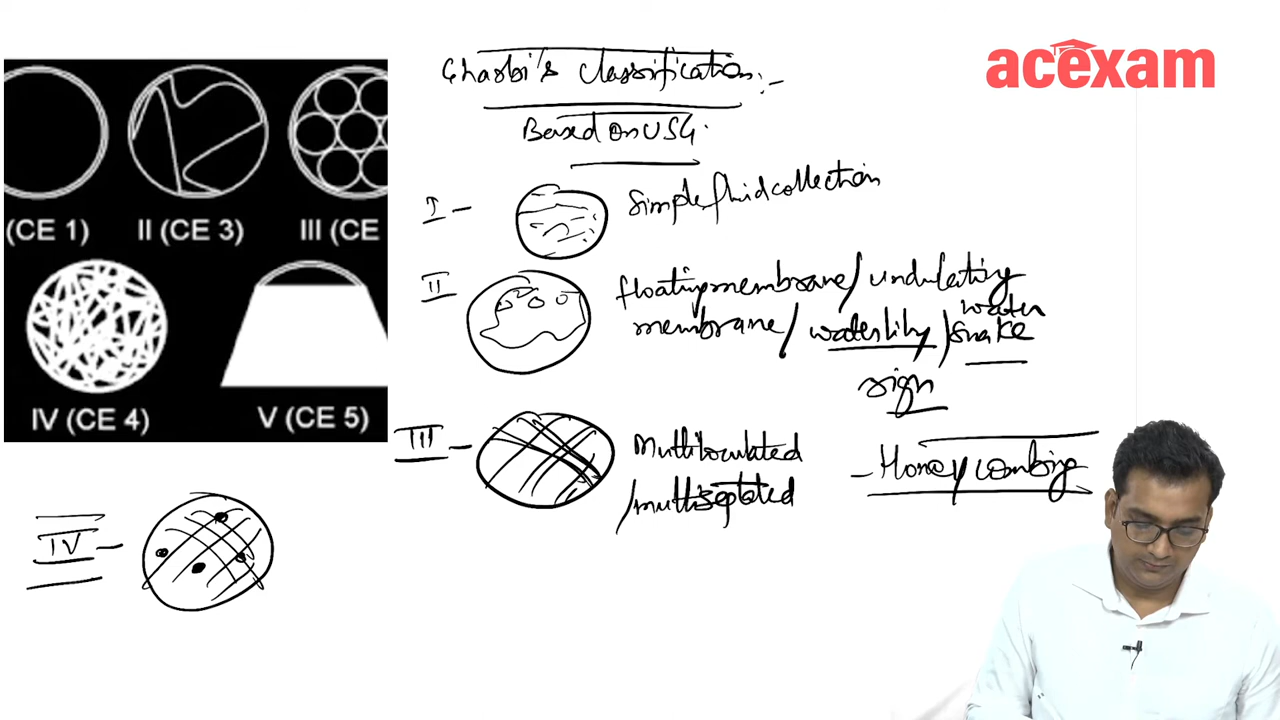 acexam
Gharbi's Classification:-
Based on USG.
I - Simple fluid collection
II floating membrane/undulating
membrane/ waterlily /water
snake
sign
III - Multiloculated
/multiseptated
- Honey combing
IV -
(CE 1)
II (CE 3)
III (CE
IV (CE 4)
V (CE 5)